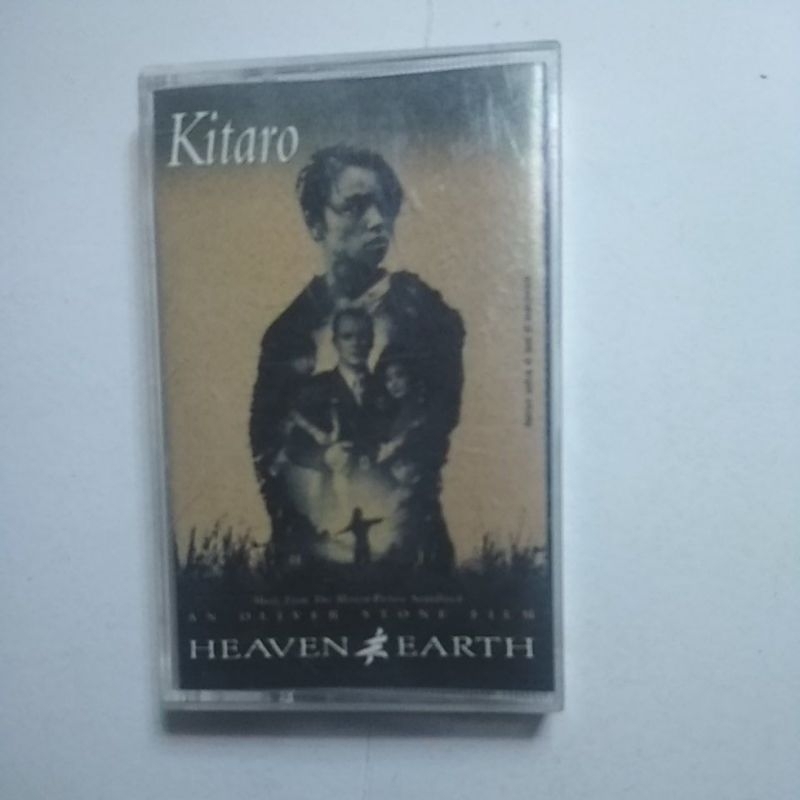 Kitaro
Music From The Motion Picture Soundtrack
AN OLIVER STONE FILM
HEAVEN EARTH